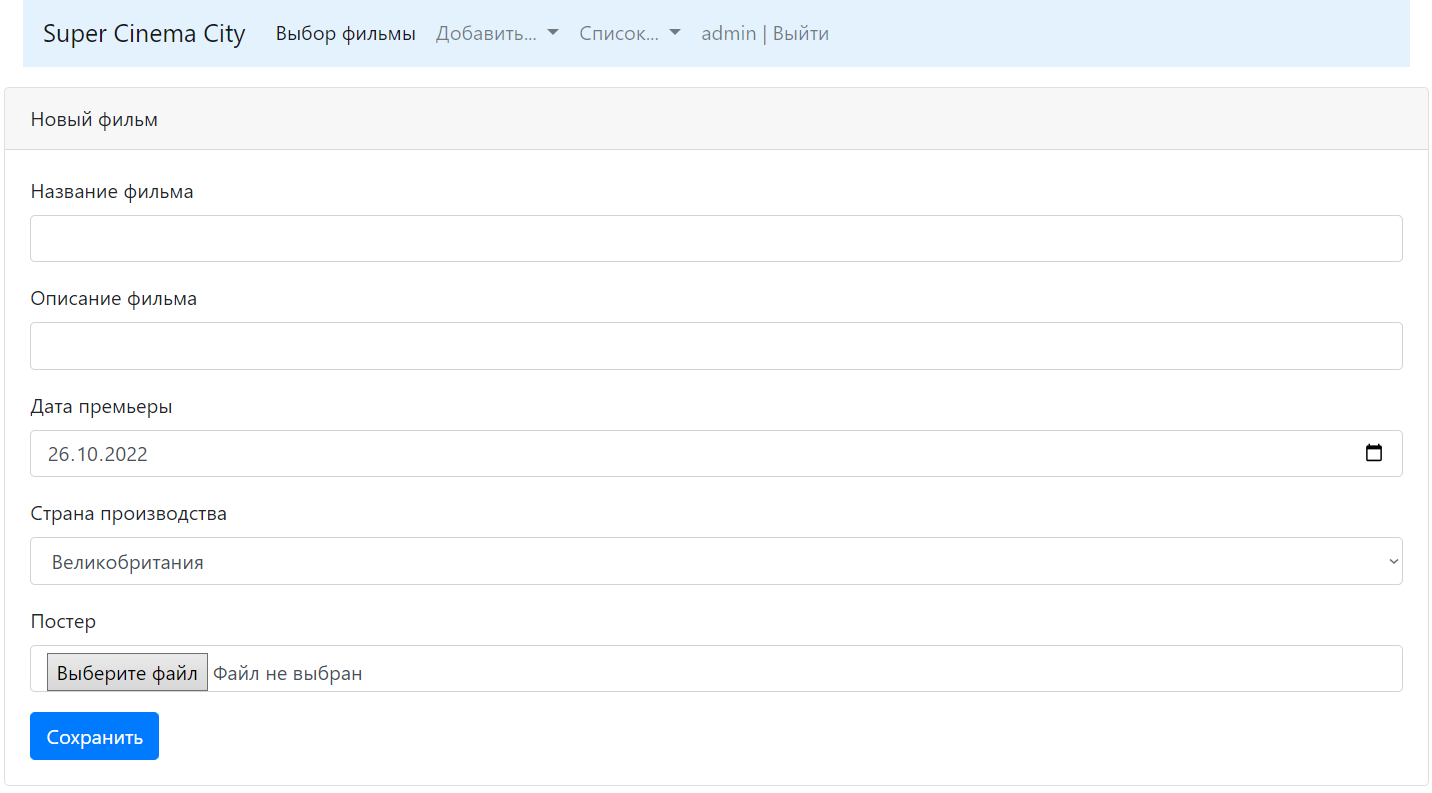 Super Cinema City Выбор фильмы Добавить... Список... admin | Выйти
Новый фильм
Название фильма
Описание фильма
Дата премьеры
26.10.2022
Страна производства
Великобритания
Постер
Выберите файл Файл не выбран
Сохранить